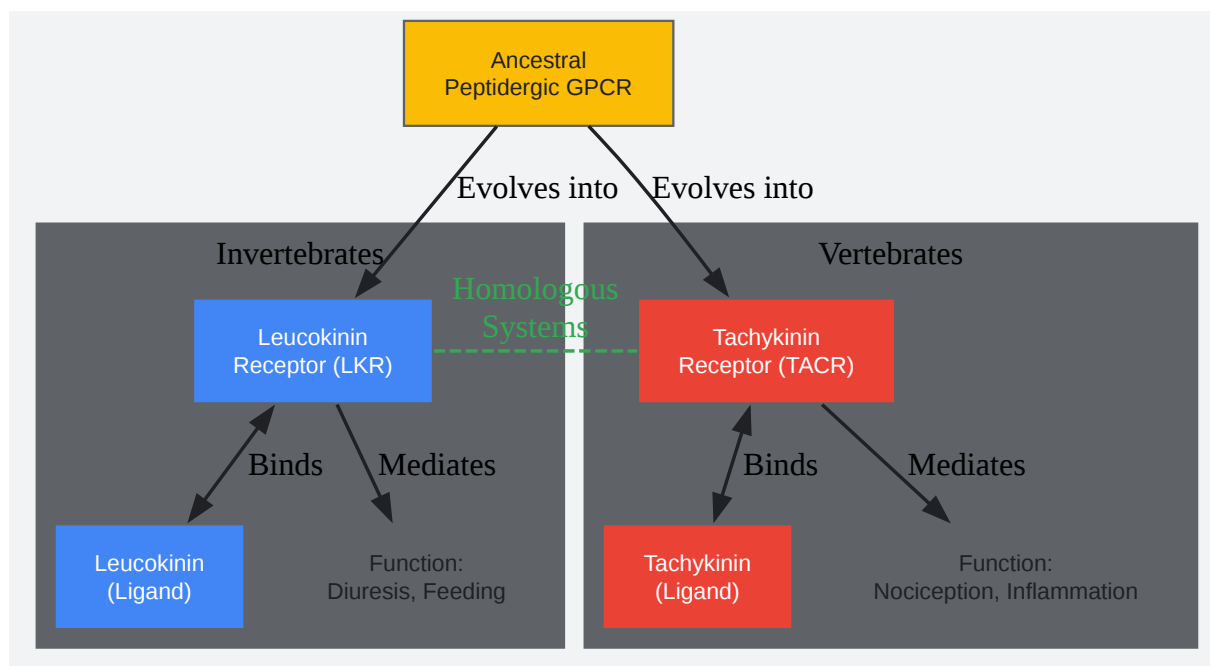 Ancestral
Peptidergic GPCR
Evolves into
Evolves into
Invertebrates
Vertebrates
Homologous
Systems
Leucokinin
Receptor (LKR)
Tachykinin
Receptor (TACR)
Binds
Mediates
Binds
Mediates
Leucokinin
(Ligand)
Function:
Diuresis, Feeding
Tachykinin
(Ligand)
Function:
Nociception, Inflammation